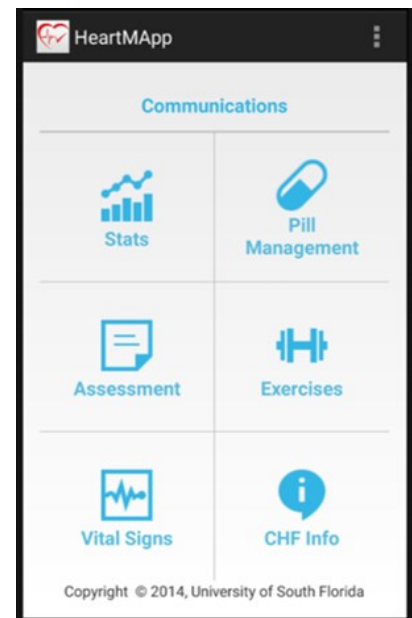 HeartMApp
Communications
Stats
Pill
Management
Assessment
Exercises
Vital Signs
CHF Info
Copyright © 2014, University of South Florida